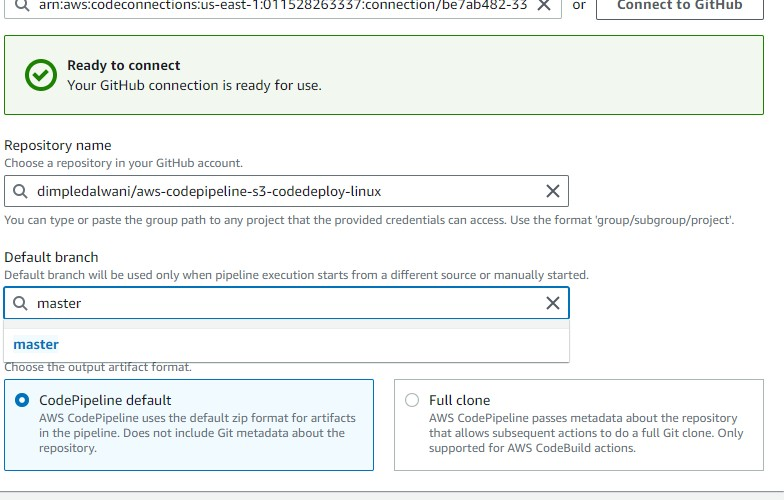 arn:aws:codeconnections:us-east-1:011528263337:connection/be7ab482-33
or
Connect to GitHub
Ready to connect
Your GitHub connection is ready for use.
Repository name
Choose a repository in your GitHub account.
dimpledalwani/aws-codepipeline-s3-codedeploy-linux
You can type or paste the group path to any project that the provided credentials can access. Use the format 'group/subgroup/project'.
Default branch
Default branch will be used only when pipeline execution starts from a different source or manually started.
master
master
Choose the output artifact format.
CodePipeline default
AWS CodePipeline uses the default zip format for artifacts
in the pipeline. Does not include Git metadata about the
repository.
Full clone
AWS CodePipeline passes metadata about the repository
that allows subsequent actions to do a full Git clone. Only
supported for AWS CodeBuild actions.